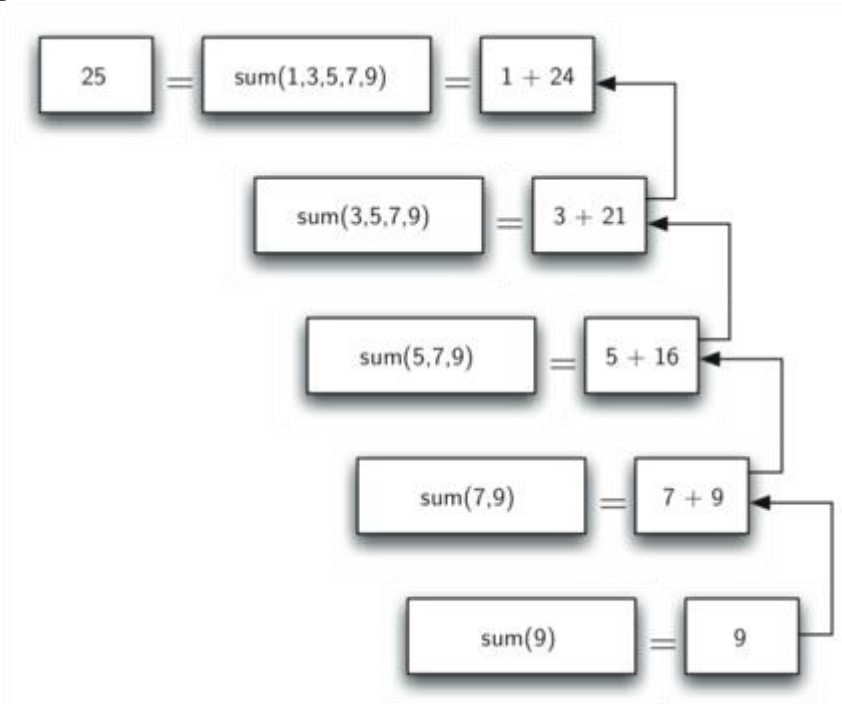 25 = sum(1,3,5,7,9) = 1 + 24
sum(3,5,7,9) = 3 + 21
sum(5,7,9) = 5 + 16
sum(7,9) = 7 + 9
sum(9) = 9